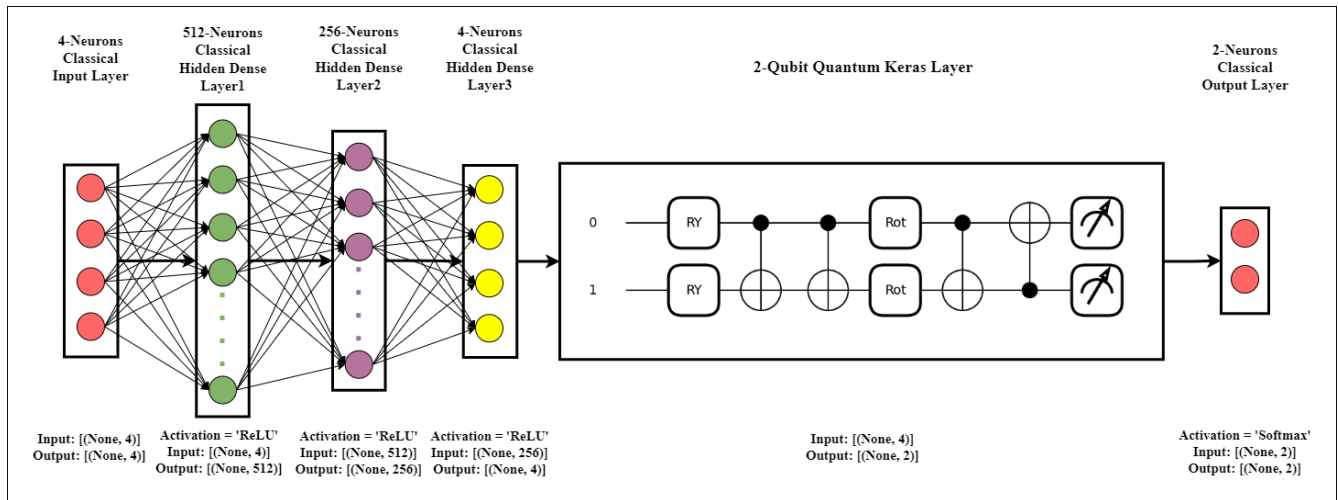 4-Neurons
Classical
Input Layer
512-Neurons
Classical
Hidden Dense
Layer1
256-Neurons
Classical
Hidden Dense
Layer2
4-Neurons
Classical
Hidden Dense
Layer3
2-Qubit Quantum Keras Layer
2-Neurons
Classical
Output Layer
0
RY
Rot
1
RY
Rot
Input: [(None, 4)]
Output: [(None, 4)]
Activation = 'ReLU'
Input: [(None, 4)]
Output: [(None, 512)]
Activation = 'ReLU'
Input: [(None, 512)]
Output: [(None, 256)]
Activation = 'ReLU'
Input: [(None, 256)]
Output: [(None, 4)]
Input: [(None, 4)]
Output: [(None, 2)]
Activation = 'Softmax'
Input: [(None, 2)]
Output: [(None, 2)]